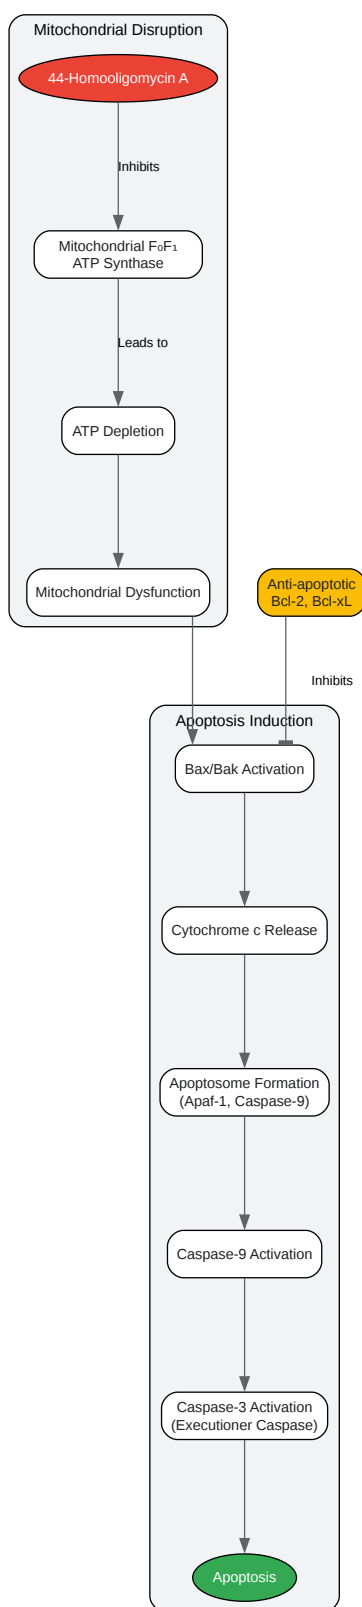 Mitochondrial Disruption
44-Homooligomycin A
Inhibits
Mitochondrial F₀F₁
ATP Synthase
Leads to
ATP Depletion
Mitochondrial Dysfunction
Anti-apoptotic
Bcl-2, Bcl-xL
Inhibits
Apoptosis Induction
Bax/Bak Activation
Cytochrome c Release
Apoptosome Formation
(Apaf-1, Caspase-9)
Caspase-9 Activation
Caspase-3 Activation
(Executioner Caspase)
Apoptosis